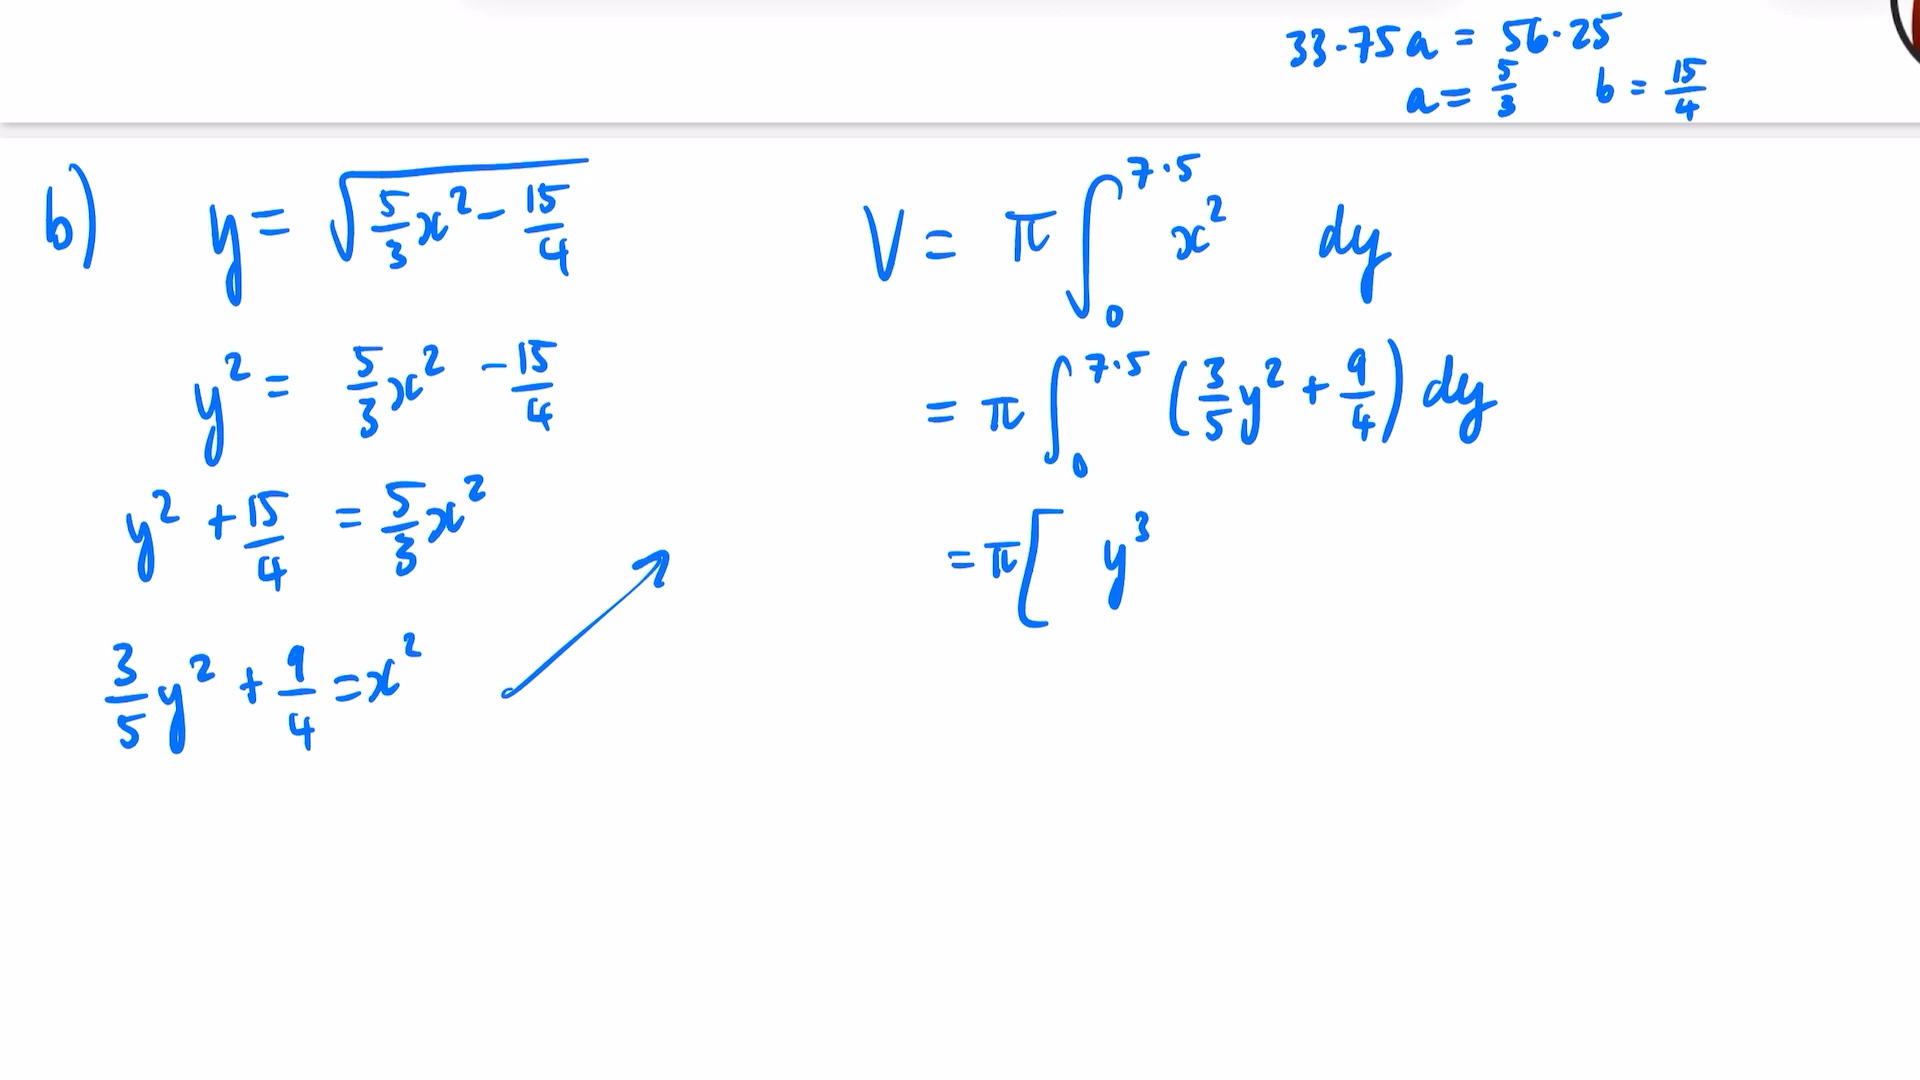 33.75a = 56.25
a = 5/3 b = 15/4
b) y = √(5/3 x² - 15/4)
y² = 5/3 x² - 15/4
y² + 15/4 = 5/3 x²
3/5 y² + 9/4 = x²
V = π ∫₀^7.5 x² dy
= π ∫₀^7.5 (3/5 y² + 9/4) dy
= π [ y³